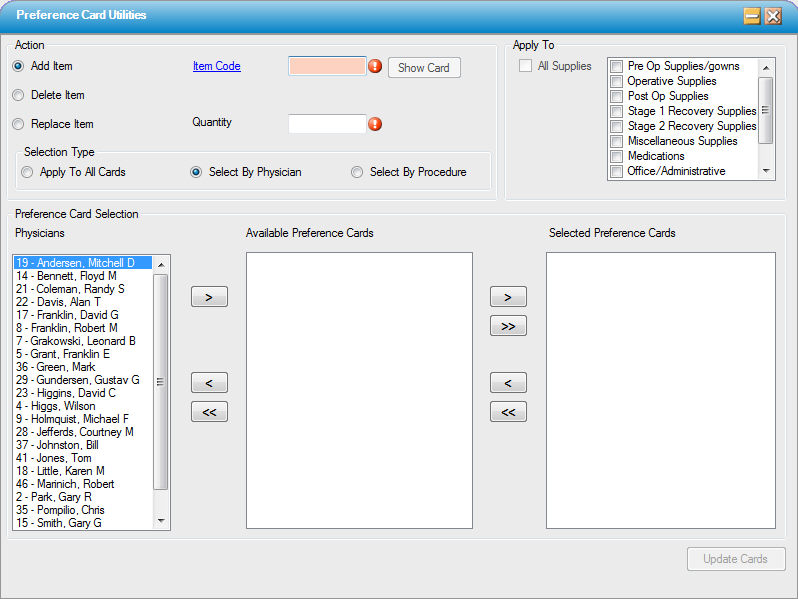 Preference Card Utilities
Action
Add Item
Item Code
Show Card
Delete Item
Replace Item
Quantity
Selection Type
Apply To All Cards
Select By Physician
Select By Procedure
Apply To
All Supplies
Pre Op Supplies/gowns
Operative Supplies
Post Op Supplies
Stage 1 Recovery Supplies
Stage 2 Recovery Supplies
Miscellaneous Supplies
Medications
Office/Administrative
Preference Card Selection
Physicians
Available Preference Cards
Selected Preference Cards
19 - Andersen, Mitchell D
14 - Bennett, Floyd M
21 - Coleman, Randy S
22 - Davis, Alan T
17 - Franklin, David G
8 - Franklin, Robert M
7 - Grakowski, Leonard B
5 - Grant, Franklin E
36 - Green, Mark
29 - Gundersen, Gustav G
23 - Higgins, David C
4 - Higgs, Wilson
9 - Holmquist, Michael F
28 - Jefferds, Courtney M
37 - Johnston, Bill
41 - Jones, Tom
18 - Little, Karen M
46 - Marinich, Robert
2 - Park, Gary R
35 - Pompilio, Chris
15 - Smith, Gary G
>
<
<<
>
>>
<
<<
Update Cards